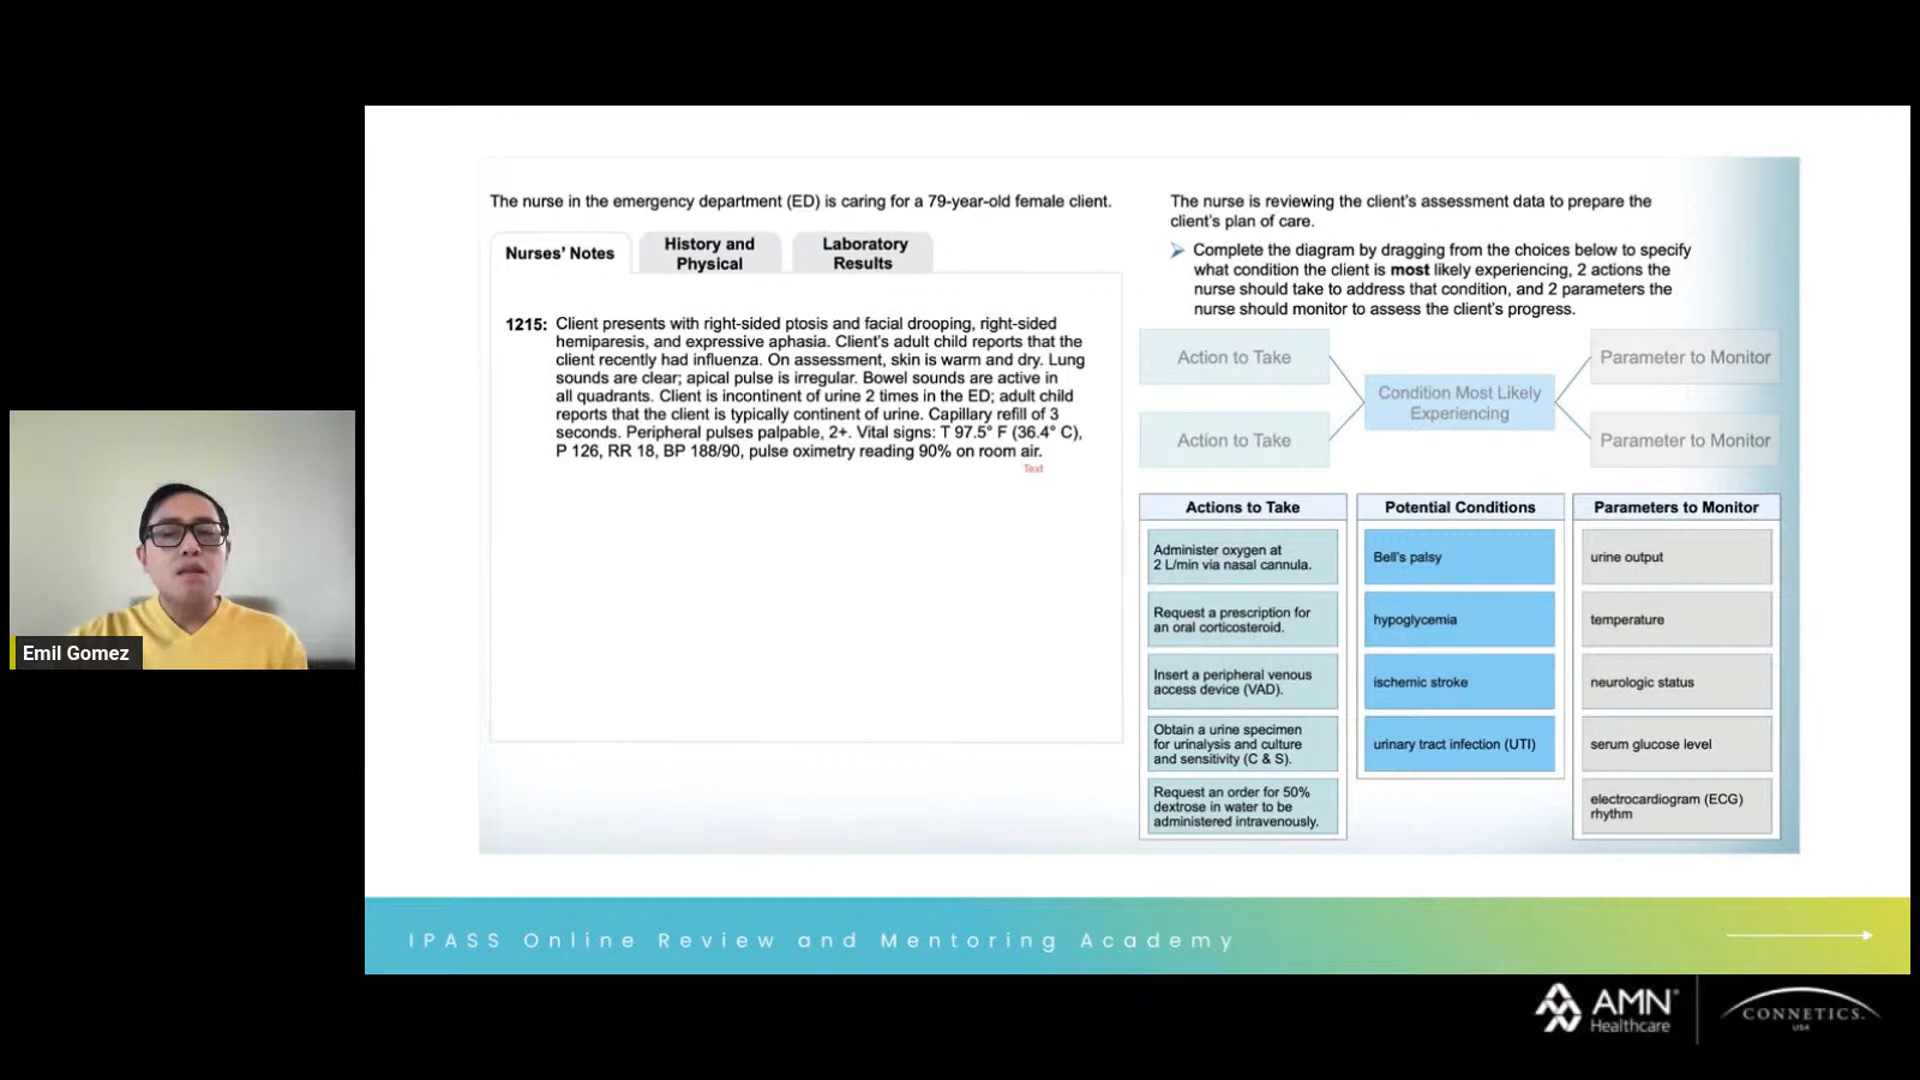 The nurse in the emergency department (ED) is caring for a 79-year-old female client.
Nurses' Notes
History and
Physical
Laboratory
Results
1215: Client presents with right-sided ptosis and facial drooping, right-sided
hemiparesis, and expressive aphasia. Client's adult child reports that the
client recently had influenza. On assessment, skin is warm and dry. Lung
sounds are clear; apical pulse is irregular. Bowel sounds are active in
all quadrants. Client is incontinent of urine 2 times in the ED; adult child
reports that the client is typically continent of urine. Capillary refill of 3
seconds. Peripheral pulses palpable, 2+. Vital signs: T 97.5° F (36.4° C),
P 126, RR 18, BP 188/90, pulse oximetry reading 90% on room air.
Text
The nurse is reviewing the client's assessment data to prepare the
client's plan of care.
Complete the diagram by dragging from the choices below to specify
what condition the client is most likely experiencing, 2 actions the
nurse should take to address that condition, and 2 parameters the
nurse should monitor to assess the client's progress.
Action to Take
Action to Take
Condition Most Likely
Experiencing
Parameter to Monitor
Parameter to Monitor
Actions to Take
Administer oxygen at
2 L/min via nasal cannula.
Request a prescription for
an oral corticosteroid.
Insert a peripheral venous
access device (VAD).
Obtain a urine specimen
for urinalysis and culture
and sensitivity (C & S).
Request an order for 50%
dextrose in water to be
administered intravenously.
Potential Conditions
Bell's palsy
hypoglycemia
ischemic stroke
urinary tract infection (UTI)
Parameters to Monitor
urine output
temperature
neurologic status
serum glucose level
electrocardiogram (ECG)
rhythm
Emil Gomez
IPASS Online Review and Mentoring Academy
AMN
Healthcare
CONNETICS
USA